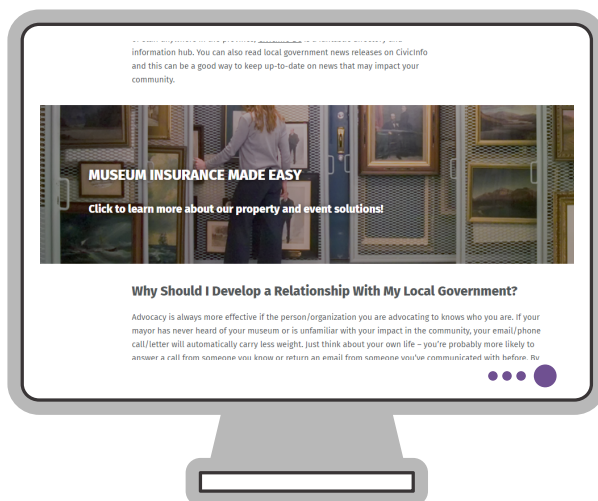 information hub. You can also read local government news releases on CivicInfo
and this can be a good way to keep up-to-date on news that may impact your
community.
MUSEUM INSURANCE MADE EASY
Click to learn more about our property and event solutions!
Why Should I Develop a Relationship With My Local Government?
Advocacy is always more effective if the person/organization you are advocating to knows who you are. If your
mayor has never heard of your museum or is unfamiliar with your impact in the community, your email/phone
call/letter will automatically carry less weight. Just think about your own life – you're probably more likely to
answer a call from someone you know or return an email from someone you've communicated with before. By